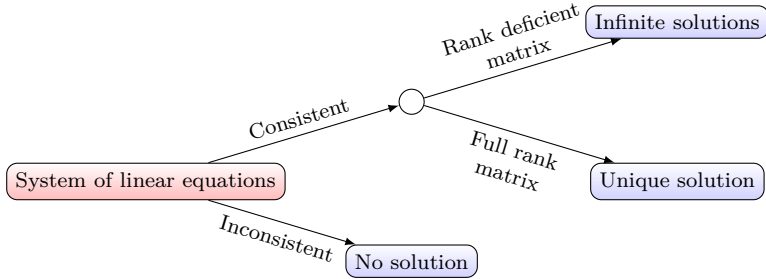 Rank deficient
matrix
Infinite solutions
Consistent
Full rank
matrix
Unique solution
System of linear equations
Inconsistent
No solution